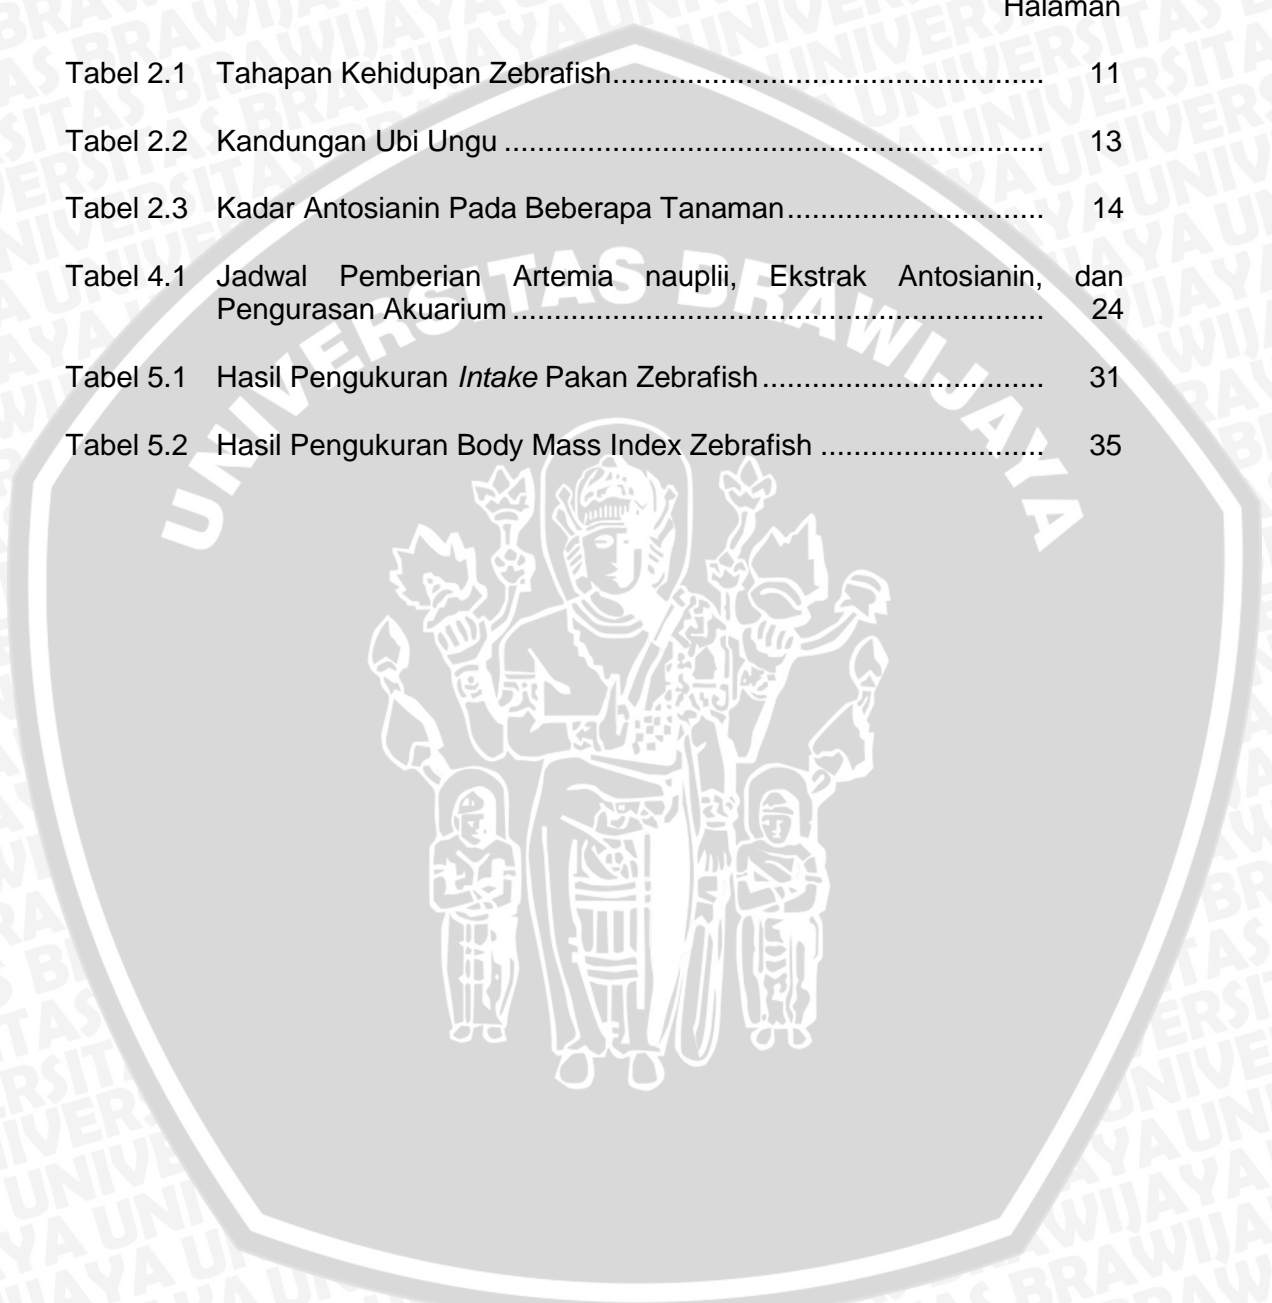 Halaman
Tabel 2.1 Tahapan Kehidupan Zebrafish.................................................... 11
Tabel 2.2 Kandungan Ubi Ungu ................................................................. 13
Tabel 2.3 Kadar Antosianin Pada Beberapa Tanaman............................... 14
Tabel 4.1 Jadwal Pemberian Artemia nauplii, Ekstrak Antosianin, dan
Pengurasan Akuarium ................................................................ 24
Tabel 5.1 Hasil Pengukuran Intake Pakan Zebrafish.................................. 31
Tabel 5.2 Hasil Pengukuran Body Mass Index Zebrafish ........................... 35
UNIVERSITAS BRAWIJAYA